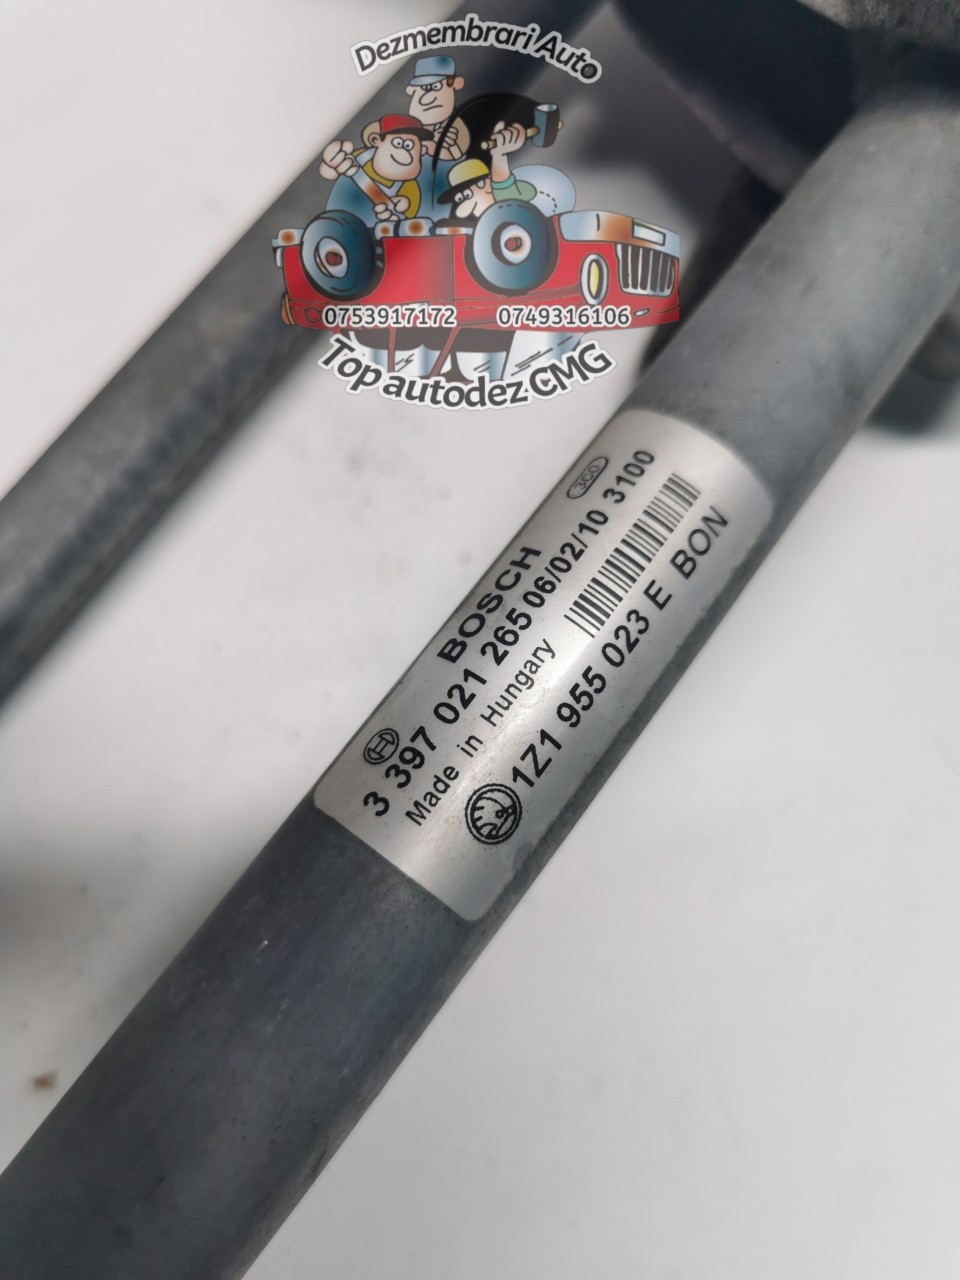 Dezmembrari Auto
0753917172 0749316106
Top autodez CMG
BOSCH 3C0
3 397 021 265 06/02/10 3100
Made in Hungary
1Z1 955 023 E BON